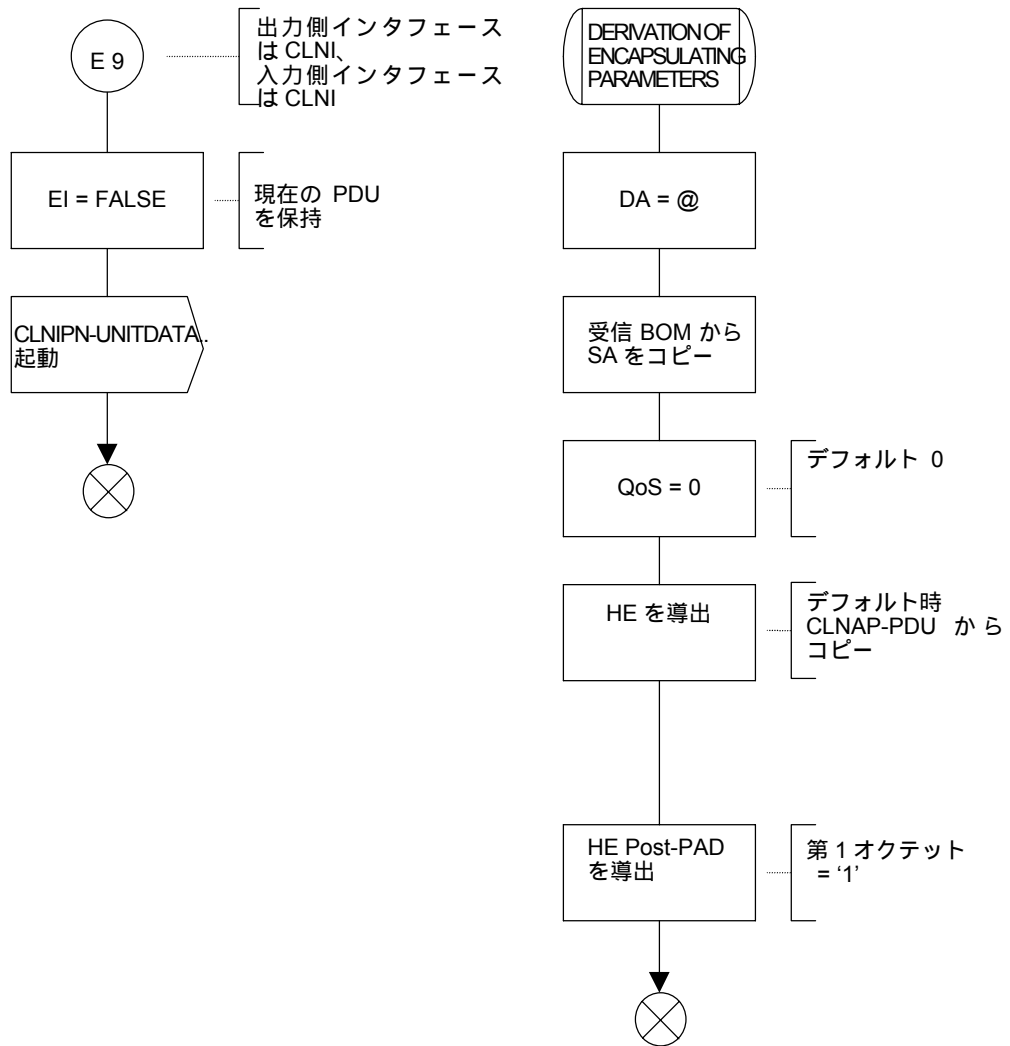 E 9
出力側インタフェース
は CLNI、
入力側インタフェース
は CLNI
EI = FALSE
現在の PDU
を保持
CLNIPN-UNITDATA..
起動
DERIVATION OF
ENCAPSULATING
PARAMETERS
DA = @
受信 BOM から
SA をコピー
QoS = 0
デフォルト 0
HE を導出
デフォルト時
CLNAP-PDU から
コピー
HE Post-PAD
を導出
第 1 オクテット
= ‘1’